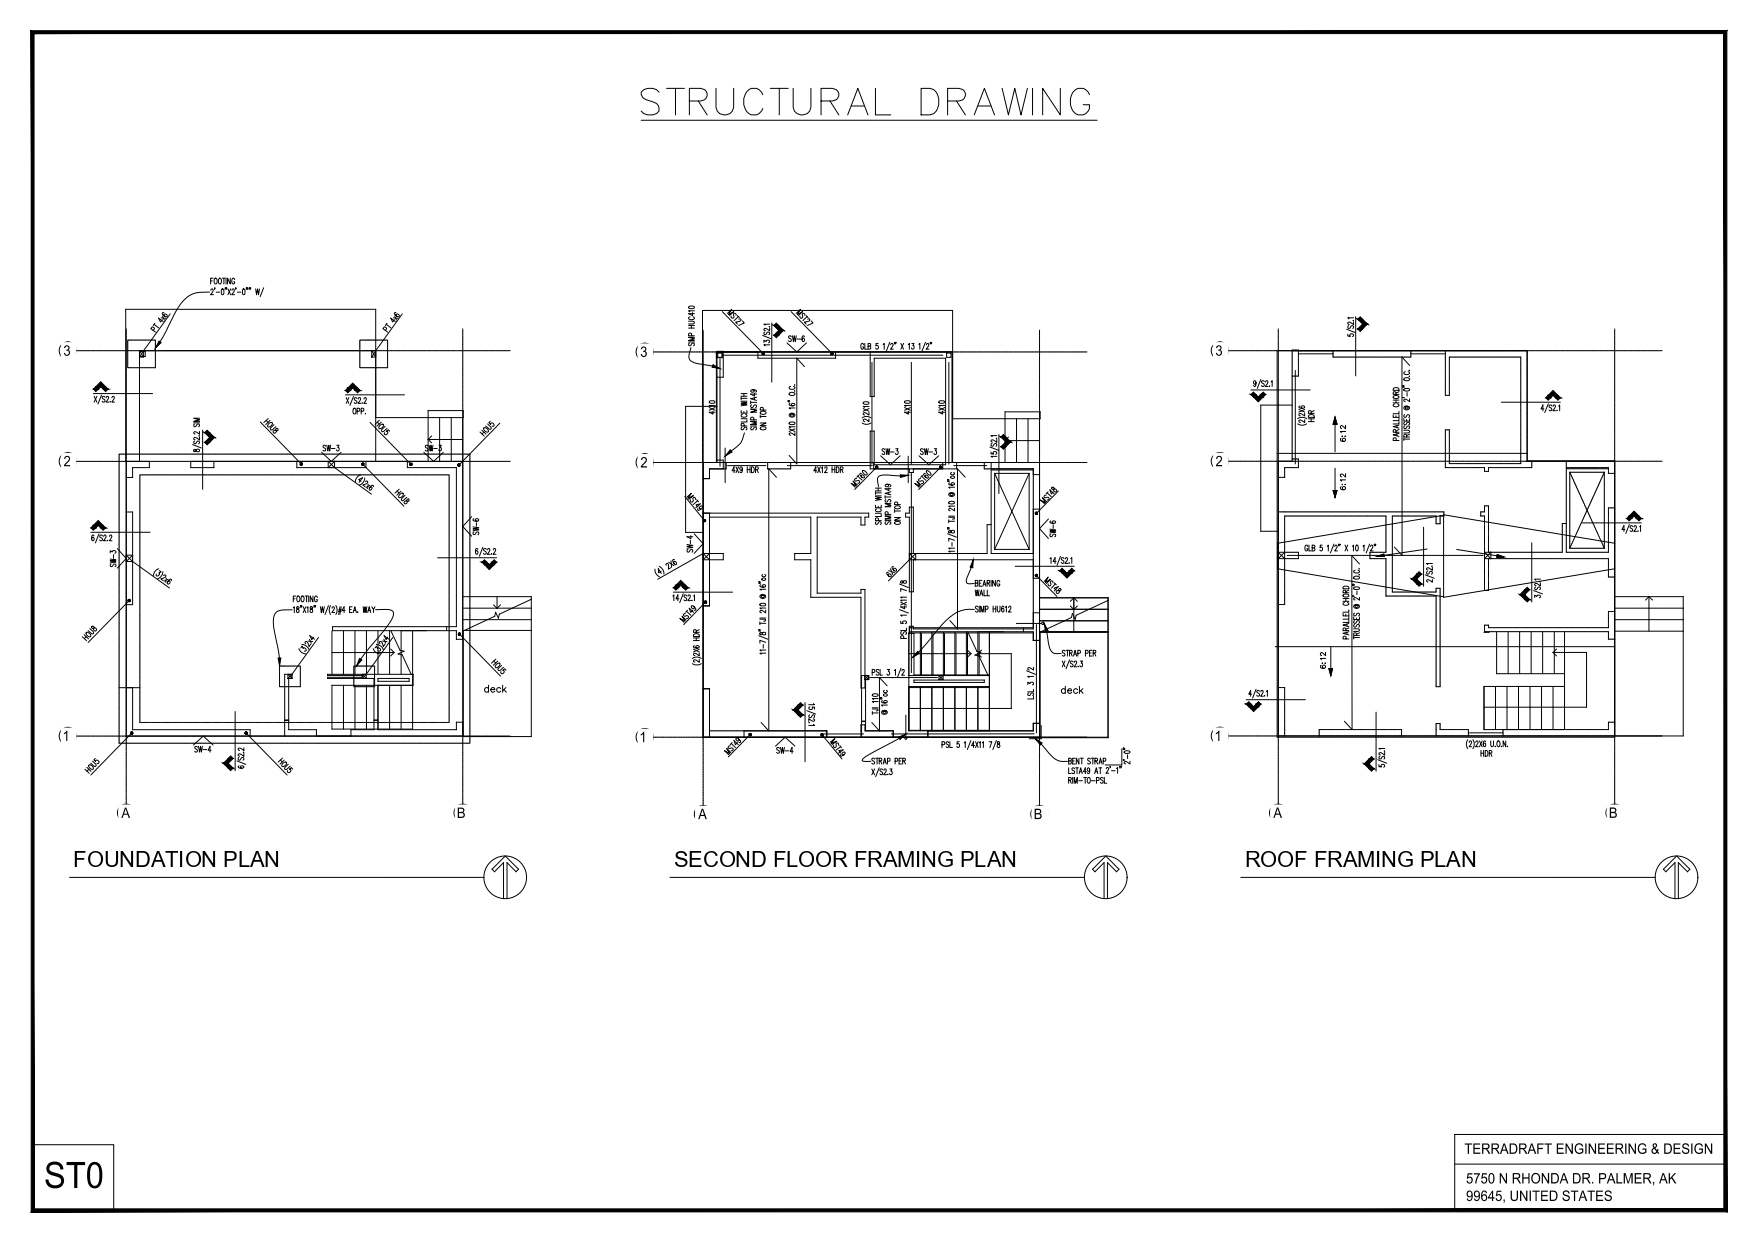 STRUCTURAL DRAWING
FOOTING
2'-0"X2'-0"" W/
PT 4x6
PT 4x6
(3
X/S2.2
X/S2.2
OPP.
8/S2.2 SIM
HOU8
HOU5
HOU5
SW-3
SW-3
(2
(4)2x6
HOU8
6/S2.2
SW-3
(3)2x6
SW-6
6/S2.2
FOOTING
18"X18" W/(2)#4 EA. WAY
HOU8
(3)2x4
(3)2x4
HOU5
deck
(1
SW-4
HOU5
6/S2.2
HOU5
(A
(B
FOUNDATION PLAN
SIMP HUC410
MST27
13/S2.1
MST27
SW-6
GLB 5 1/2" X 13 1/2"
(3
4X10
SPLICE WITH
SIMP MSTA49
ON TOP
2X10 @ 16" O.C.
(2)2X10
4X10
4X10
15/S2.1
SW-3
SW-3
(2
4X9 HDR
4X12 HDR
MST60
MST60
SPLICE WITH
SIMP MSTA49
ON TOP
11-7/8" TJI 210 @ 16"oc
MST49
MST48
SW-6
SW-4
(4) 2X6
6X6
14/S2.1
14/S2.1
MST48
BEARING
WALL
SIMP HU612
MST49
(2)2X6 HDR
11-7/8" TJI 210 @ 16"oc
PSL 5 1/4X11 7/8
STRAP PER
X/S2.3
PSL 3 1/2
TJI 110
@ 16"oc
LSL 3 1/2
deck
15/S2.1
(1
MST49
SW-4
MST49
PSL 5 1/4X11 7/8
STRAP PER
X/S2.3
BENT STRAP
LSTA49 AT 2'-1"
RIM-TO-PSL
2'-0"
(A
(B
SECOND FLOOR FRAMING PLAN
5/S2.1
(3
9/S2.1
(2)2X6
HDR
6:12
PARALLEL CHORD
TRUSSES @ 2'-0" O.C.
4/S2.1
(2
6:12
4/S2.1
GLB 5 1/2" X 10 1/2"
2/S2.1
3/S2.1
PARALLEL CHORD
TRUSSES @ 2'-0" O.C.
6:12
4/S2.1
(1
5/S2.1
(2)2X6 U.O.N.
HDR
(A
(B
ROOF FRAMING PLAN
ST0
TERRADRAFT ENGINEERING & DESIGN
5750 N RHONDA DR. PALMER, AK
99645, UNITED STATES